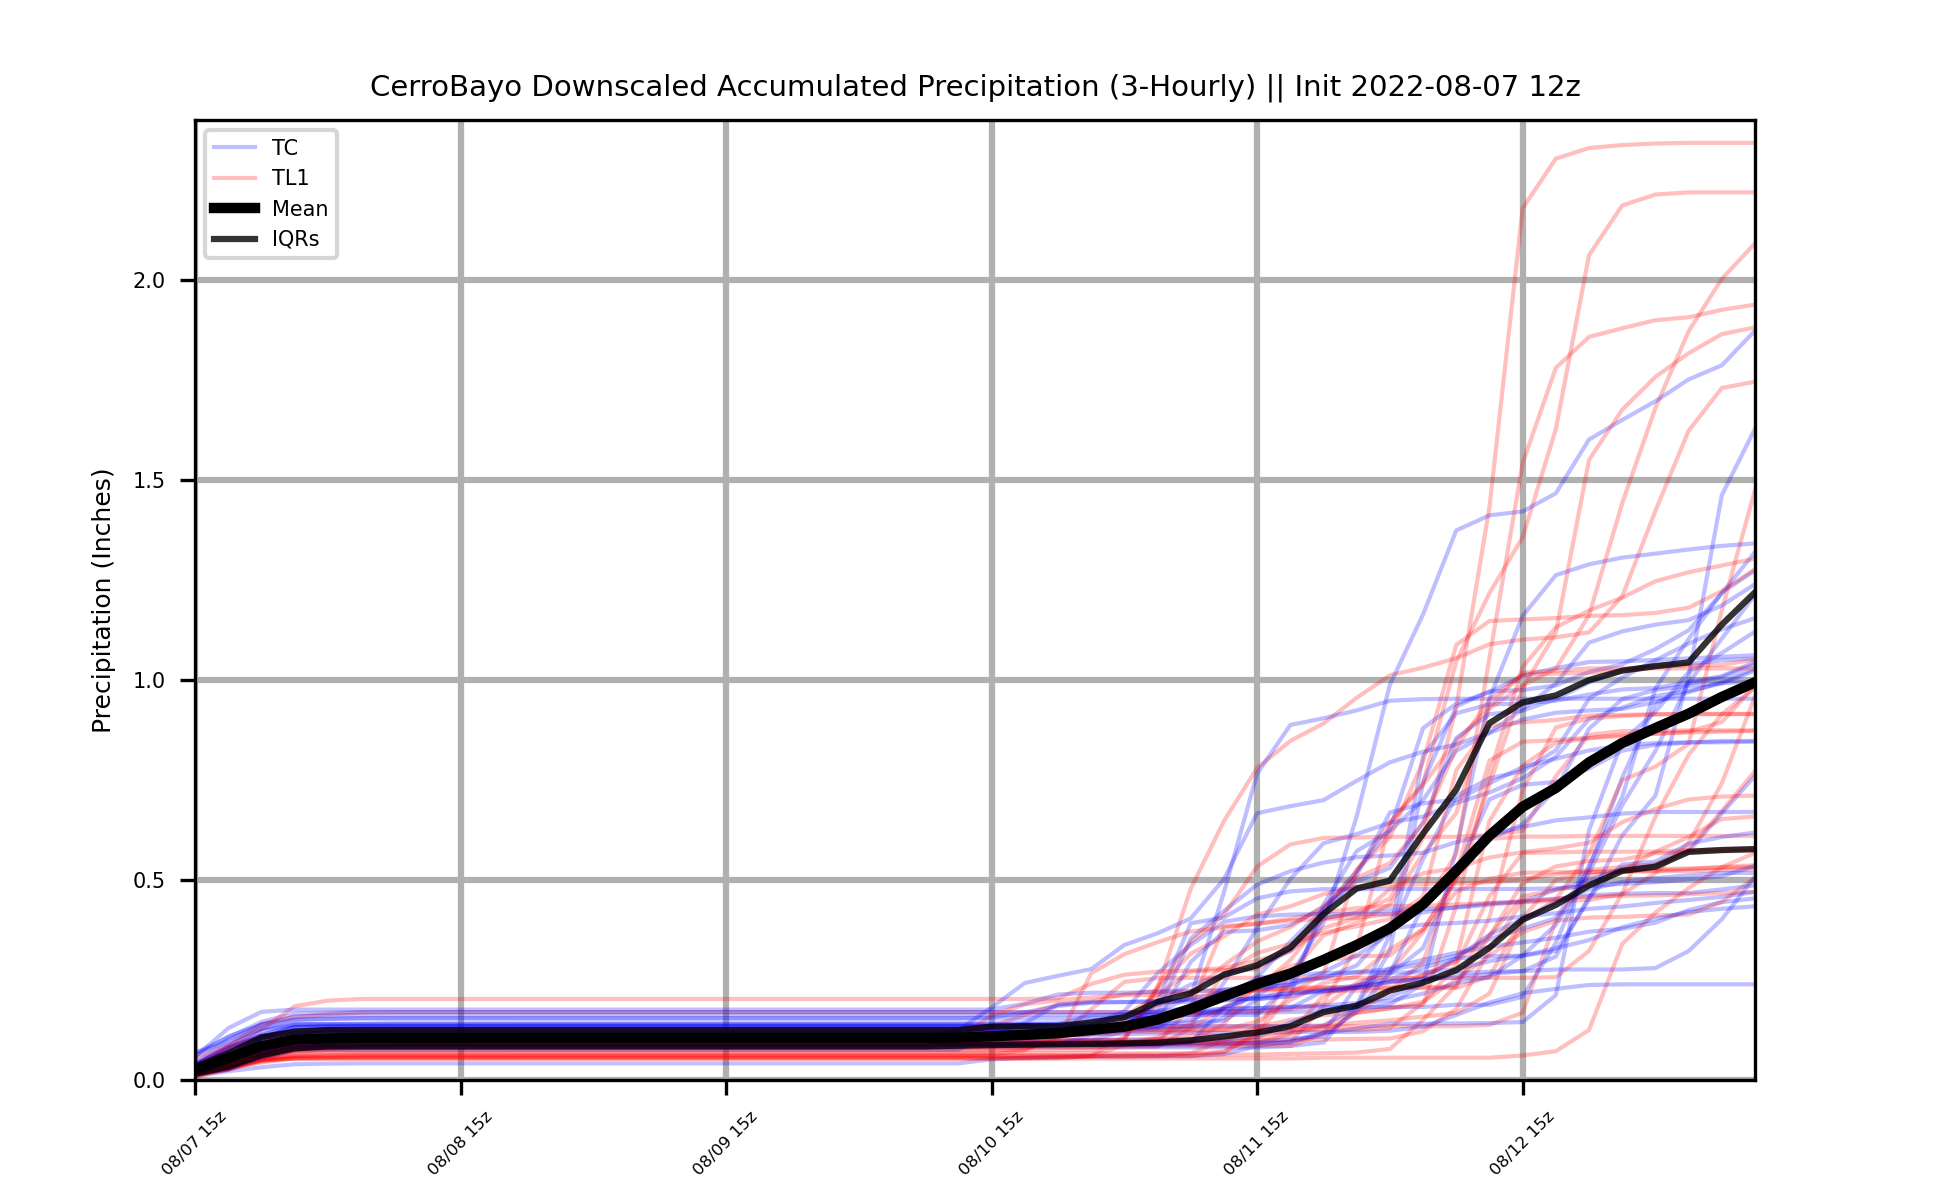 CerroBayo Downscaled Accumulated Precipitation (3-Hourly) || Init 2022-08-07 12z
TC
TL1
Mean
IQRs
Precipitation (Inches)
2.0
1.5
1.0
0.5
0.0
08/07 15z
08/08 15z
08/09 15z
08/10 15z
08/11 15z
08/12 15z